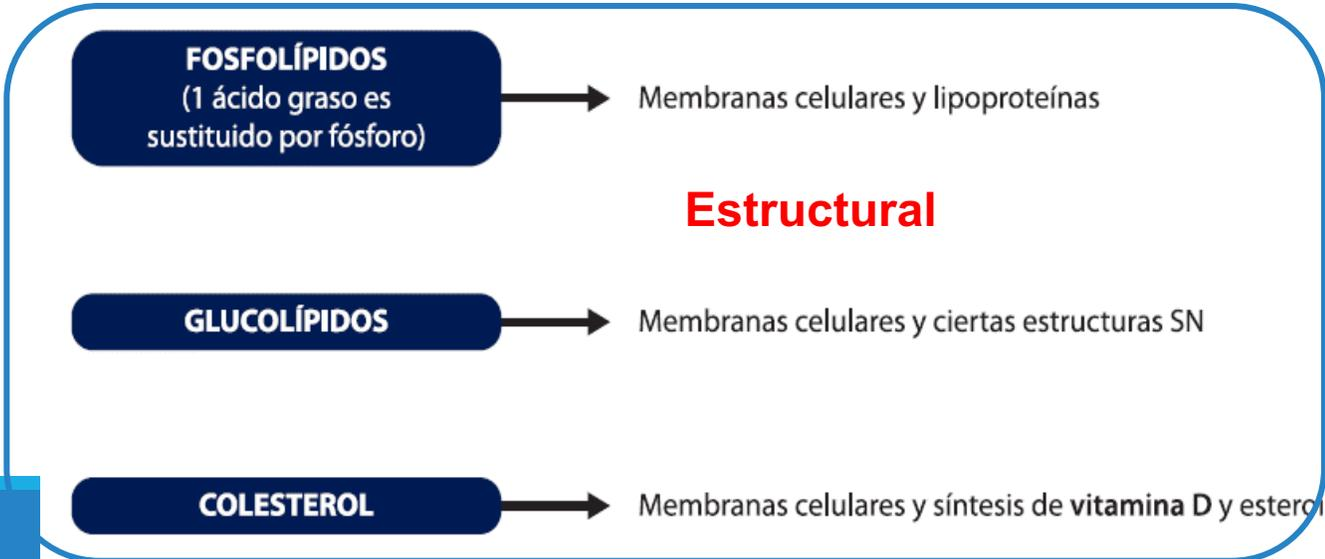 FOSFOLÍPIDOS
(1 ácido graso es
sustituido por fósforo)
Membranas celulares y lipoproteínas
Estructural
GLUCOLÍPIDOS
Membranas celulares y ciertas estructuras SN
COLESTEROL
Membranas celulares y síntesis de vitamina D y